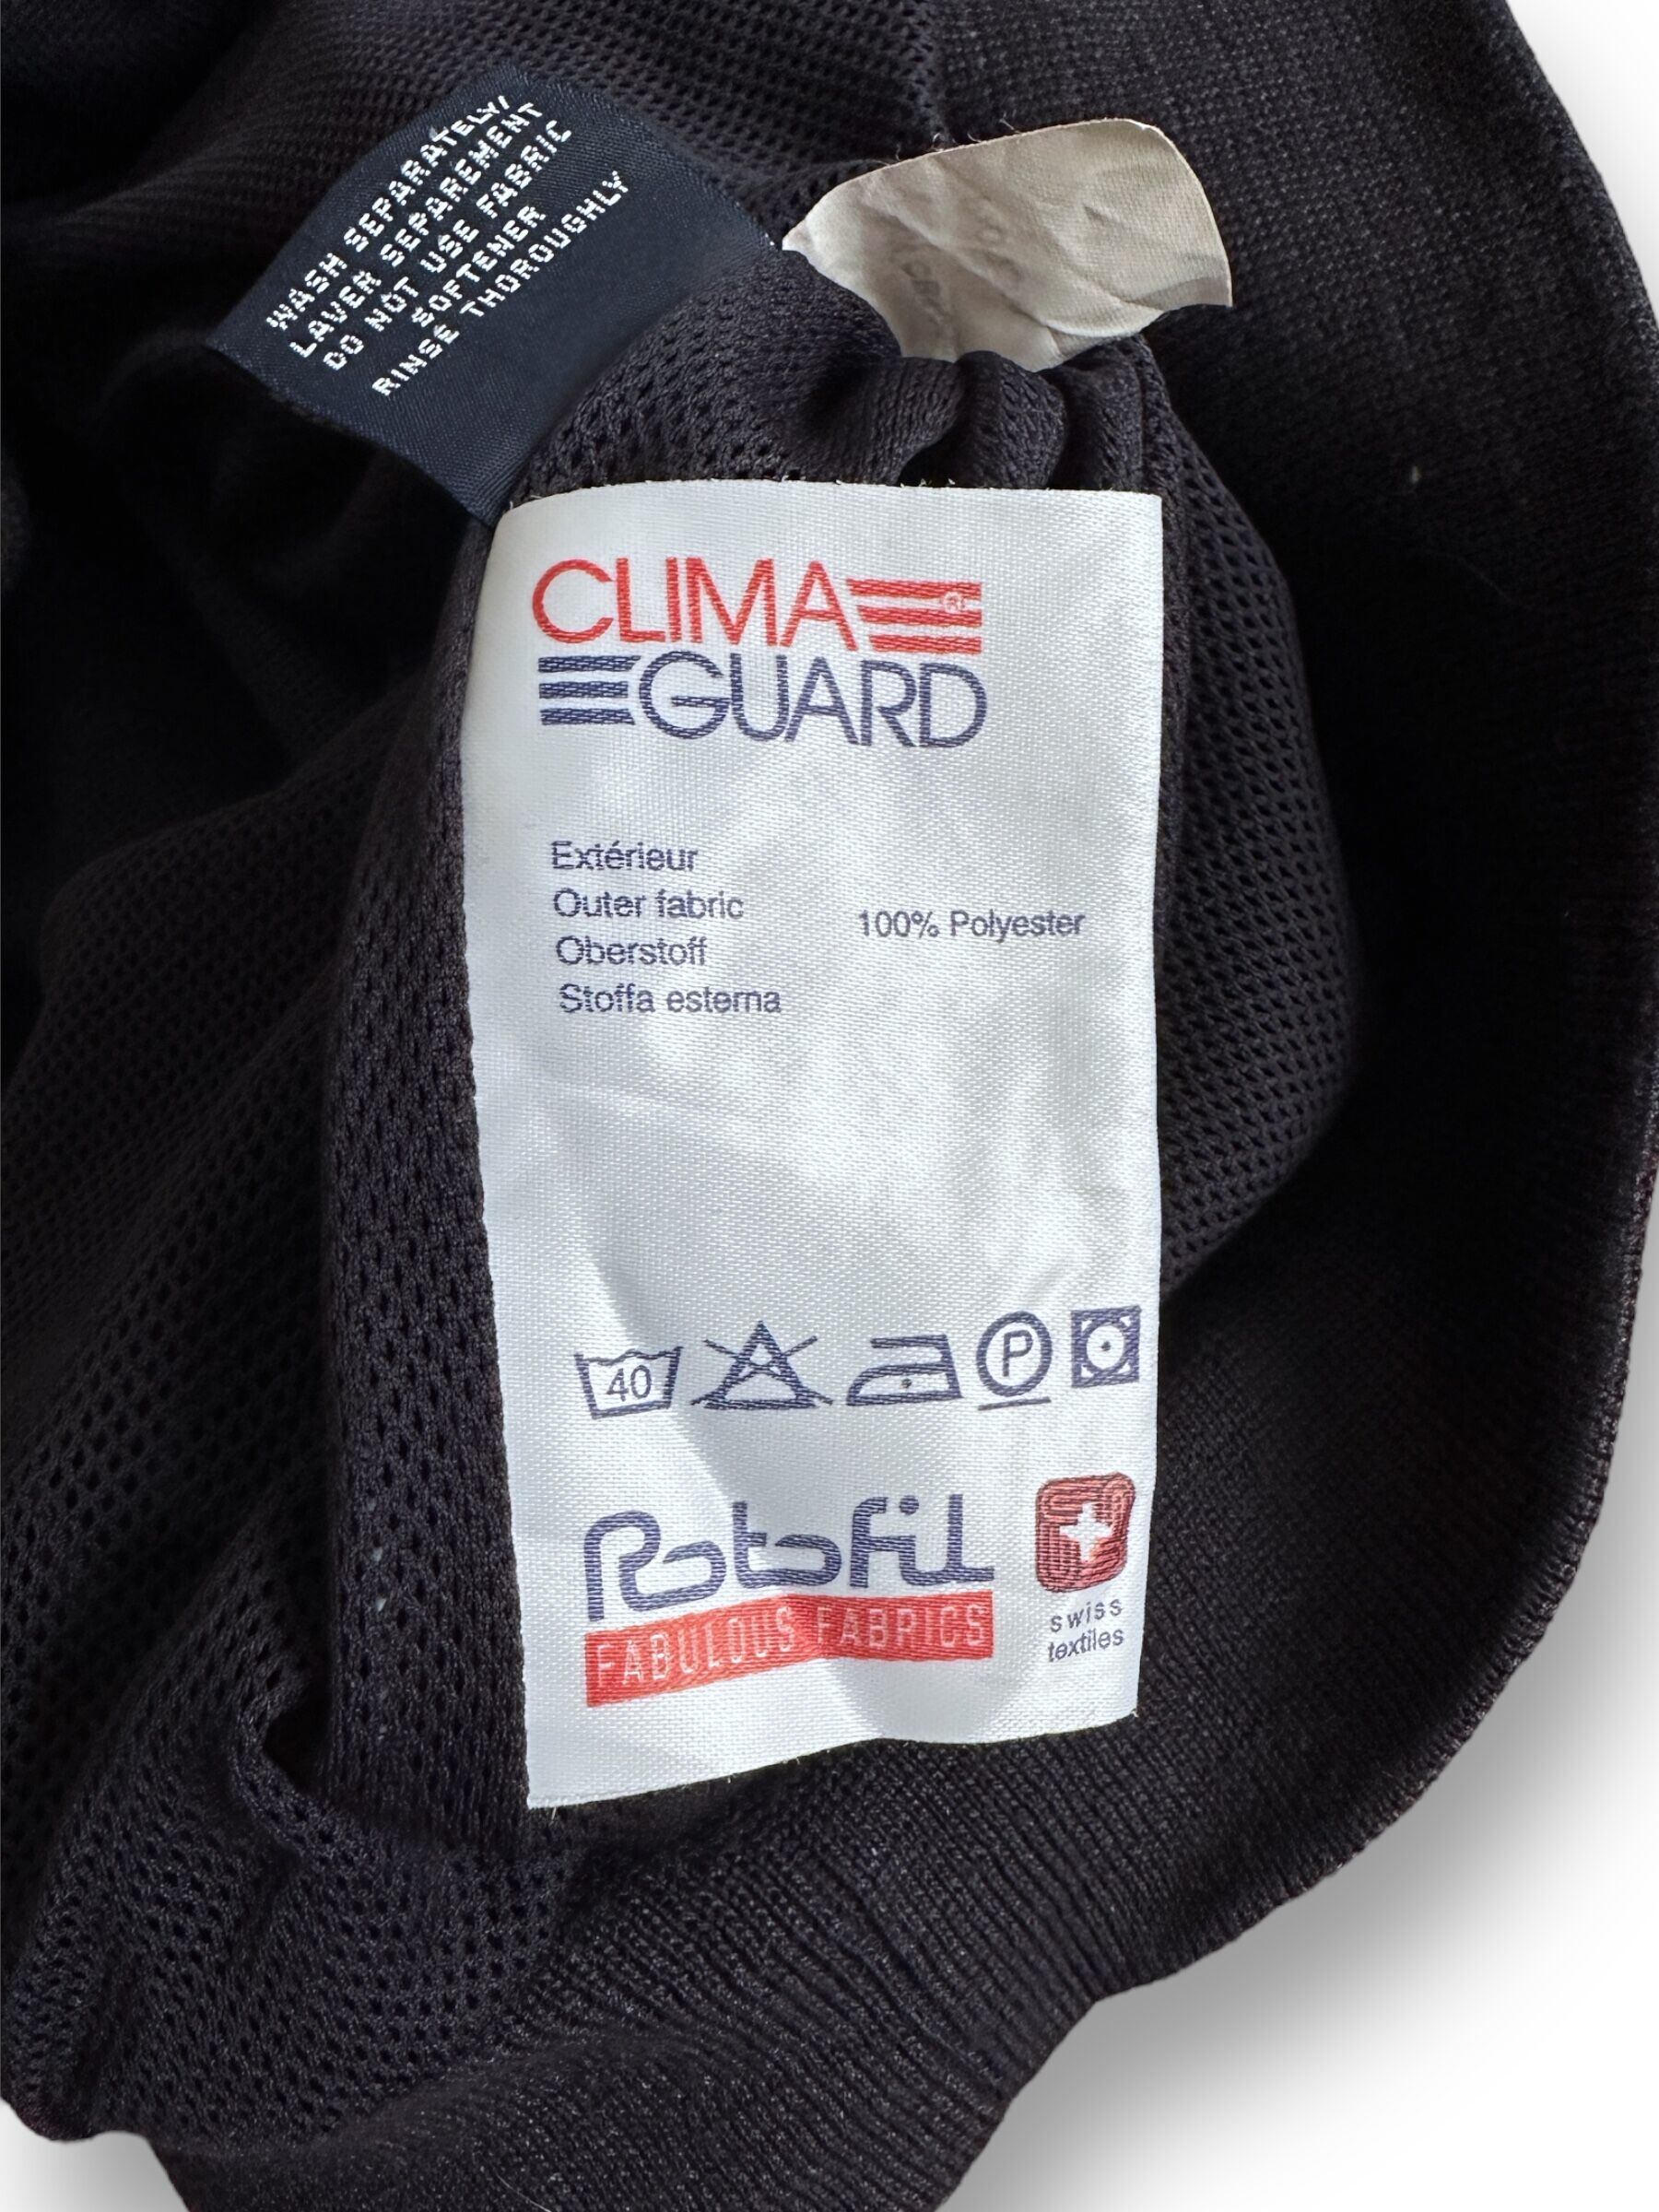 WASH SEPARATELY/
LAVER SEPAREMENT
DO NOT USE FABRIC
SOFTENER
RINSE THOROUGHLY
CLIMA
GUARD
Extérieur
Outer fabric
100% Polyester
Oberstoff
Stoffa esterna
40
P
Rotofil
FABULOUS FABRICS
swiss
textiles